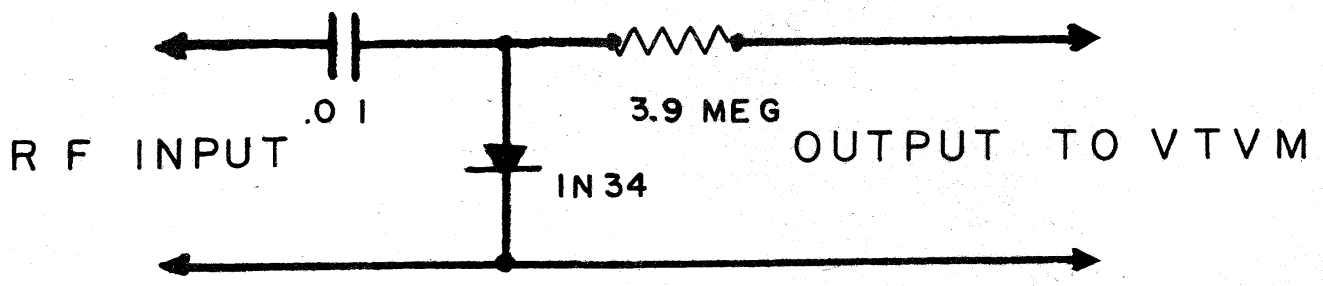 .01
3.9 MEG
RF INPUT
OUTPUT TO VTVM
IN34